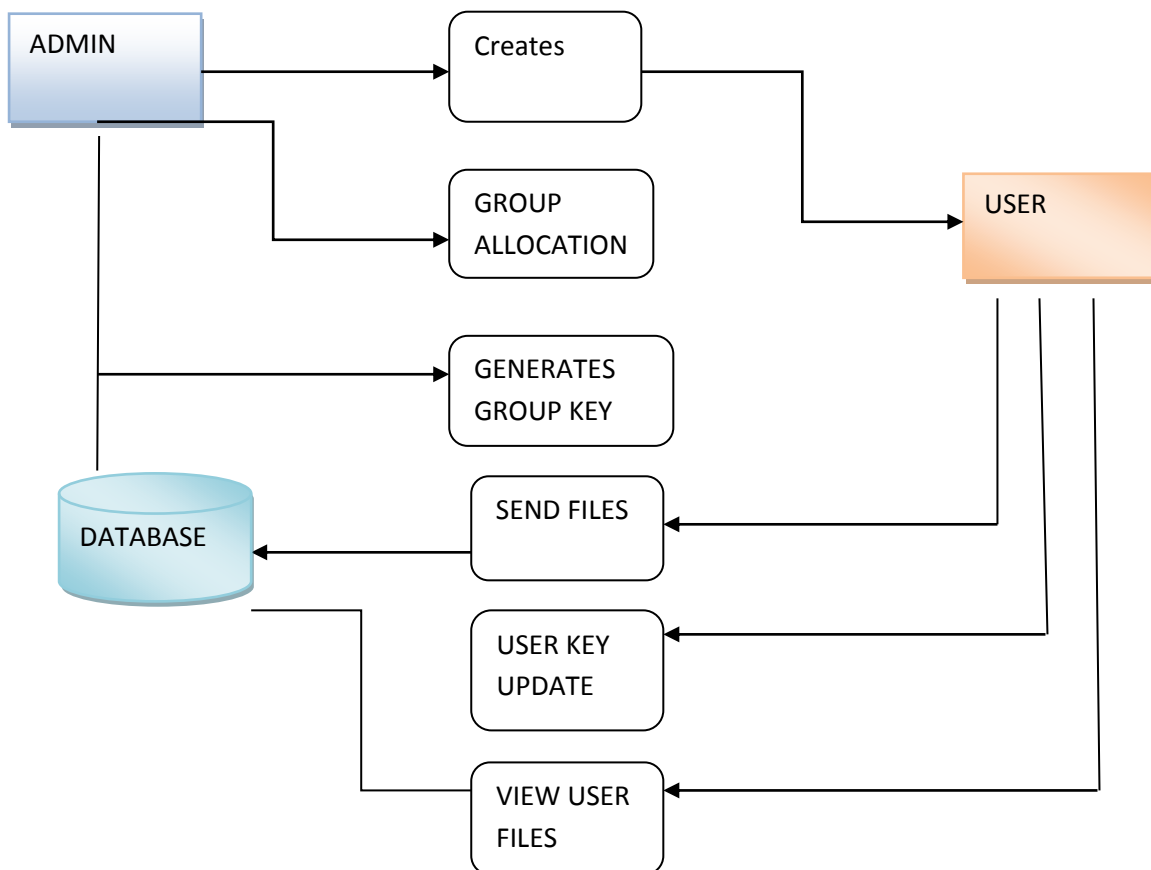 ADMIN
Creates
GROUP
ALLOCATION
USER
GENERATES
GROUP KEY
SEND FILES
DATABASE
USER KEY
UPDATE
VIEW USER
FILES